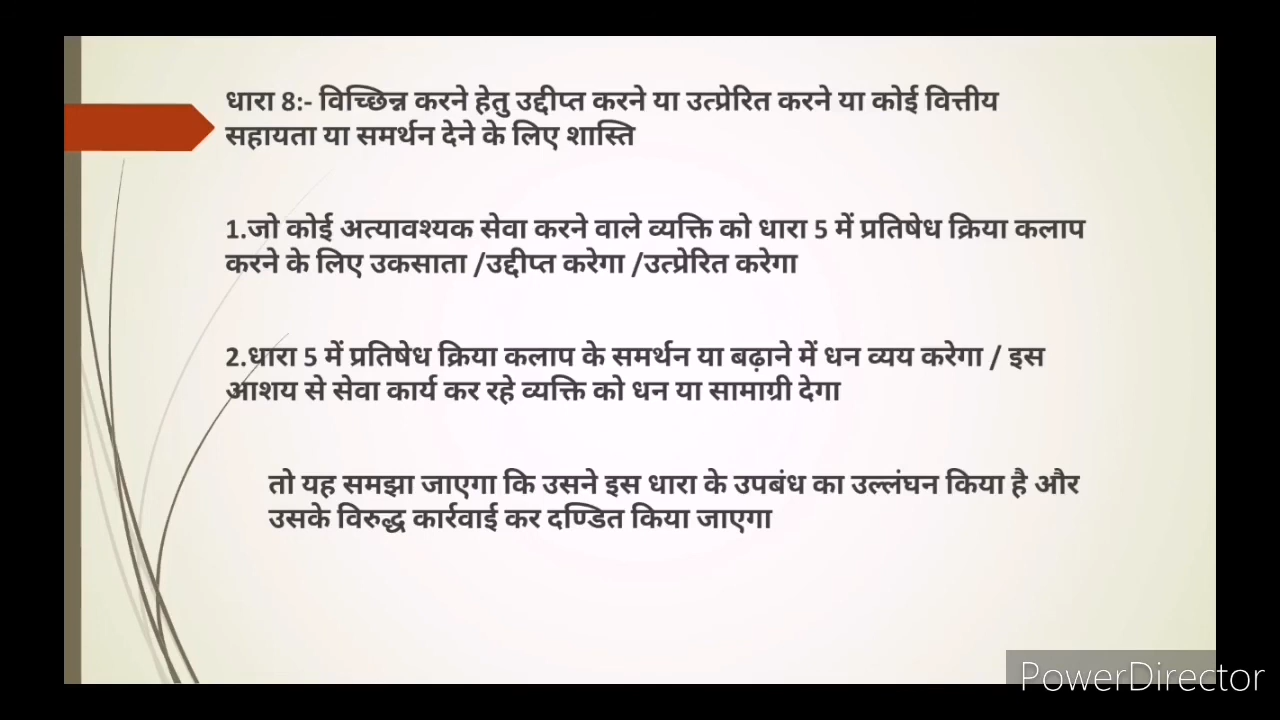 धारा 8:- विच्छिन्न करने हेतु उद्दीप्त करने या उत्प्रेरित करने या कोई वित्तीय
सहायता या समर्थन देने के लिए शास्ति
1.जो कोई अत्यावश्यक सेवा करने वाले व्यक्ति को धारा 5 में प्रतिषेध क्रिया कलाप
करने के लिए उकसाता /उद्दीप्त करेगा /उत्प्रेरित करेगा
2.धारा 5 में प्रतिषेध क्रिया कलाप के समर्थन या बढ़ाने में धन व्यय करेगा / इस
आशय से सेवा कार्य कर रहे व्यक्ति को धन या सामाग्री देगा
तो यह समझा जाएगा कि उसने इस धारा के उपबंध का उल्लंघन किया है और
उसके विरुद्ध कार्रवाई कर दण्डित किया जाएगा
PowerDirector